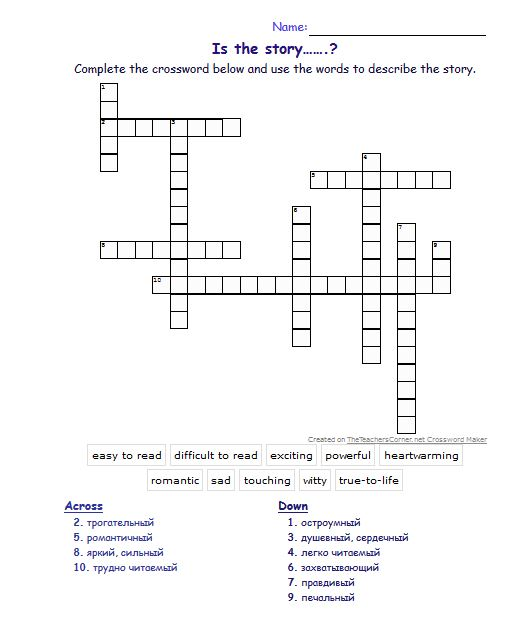 Name:
Is the story…….?
Complete the crossword below and use the words to describe the story.
1
2 3
4
5
6
7
8 9
10
Created on TheTeachersCorner.net Crossword Maker
easy to read difficult to read exciting powerful heartwarming
romantic sad touching witty true-to-life
Across
2. трогательный
5. романтичный
8. яркий, сильный
10. трудно читаемый
Down
1. остроумный
3. душевный, сердечный
4. легко читаемый
6. захватывающий
7. правдивый
9. печальный